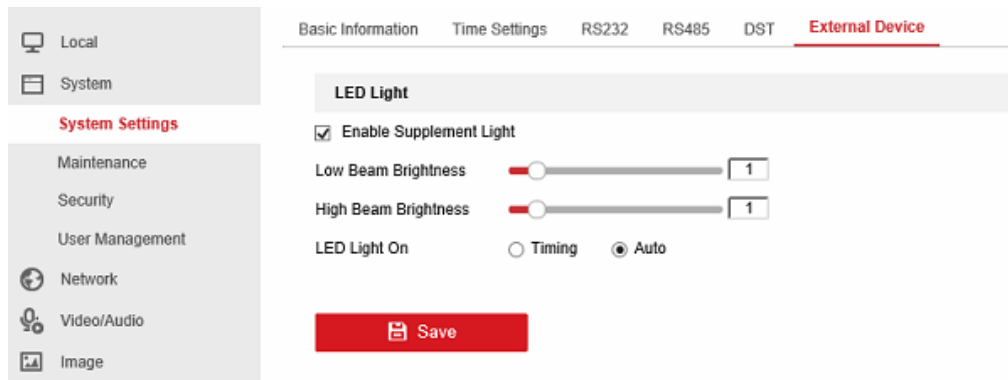 Local
System
System Settings
Maintenance
Security
User Management
Network
Video/Audio
Image
Basic Information Time Settings RS232 RS485 DST External Device
LED Light
Enable Supplement Light
Low Beam Brightness 1
High Beam Brightness 1
LED Light On Timing Auto
Save